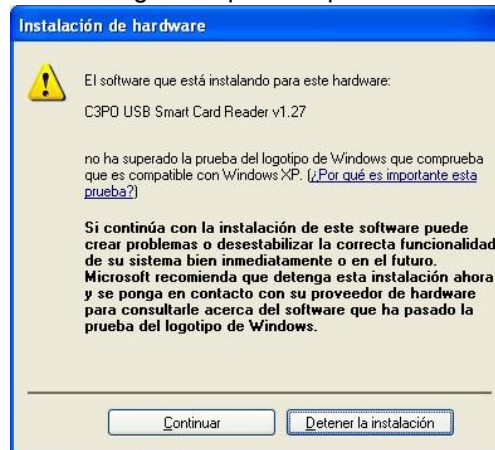 Instalación de hardware
El software que está instalando para este hardware:
C3PO USB Smart Card Reader v1.27
no ha superado la prueba del logotipo de Windows que comprueba
que es compatible con Windows XP. (¿Por qué es importante esta
prueba?)
Si continúa con la instalación de este software puede
crear problemas o desestabilizar la correcta funcionalidad
de su sistema bien inmediatamente o en el futuro.
Microsoft recomienda que detenga esta instalación ahora
y se ponga en contacto con su proveedor de hardware
para consultarle acerca del software que ha pasado la
prueba del logotipo de Windows.
Continuar
Detener la instalación